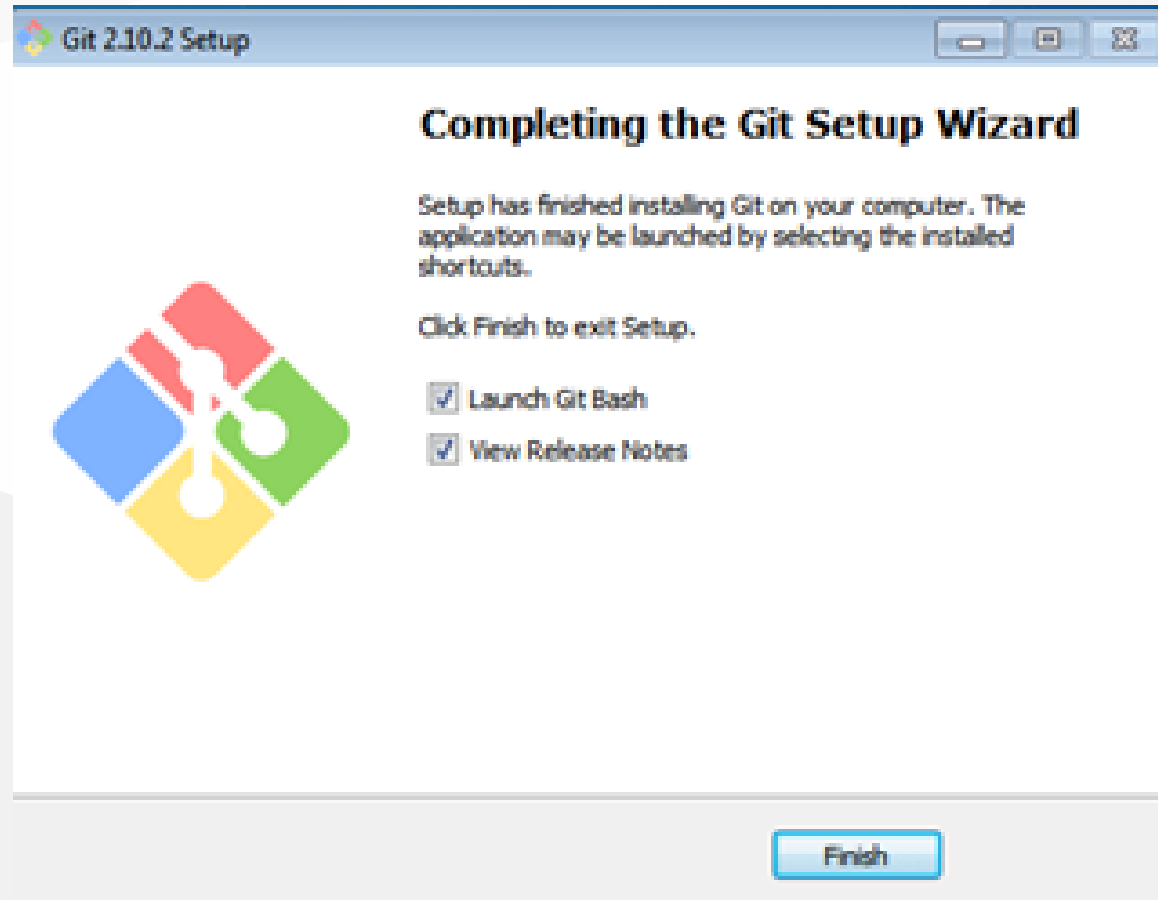 Git 2.10.2 Setup
Completing the Git Setup Wizard
Setup has finished installing Git on your computer. The
application may be launched by selecting the installed
shortcuts.
Click Finish to exit Setup.
Launch Git Bash
View Release Notes
Finish